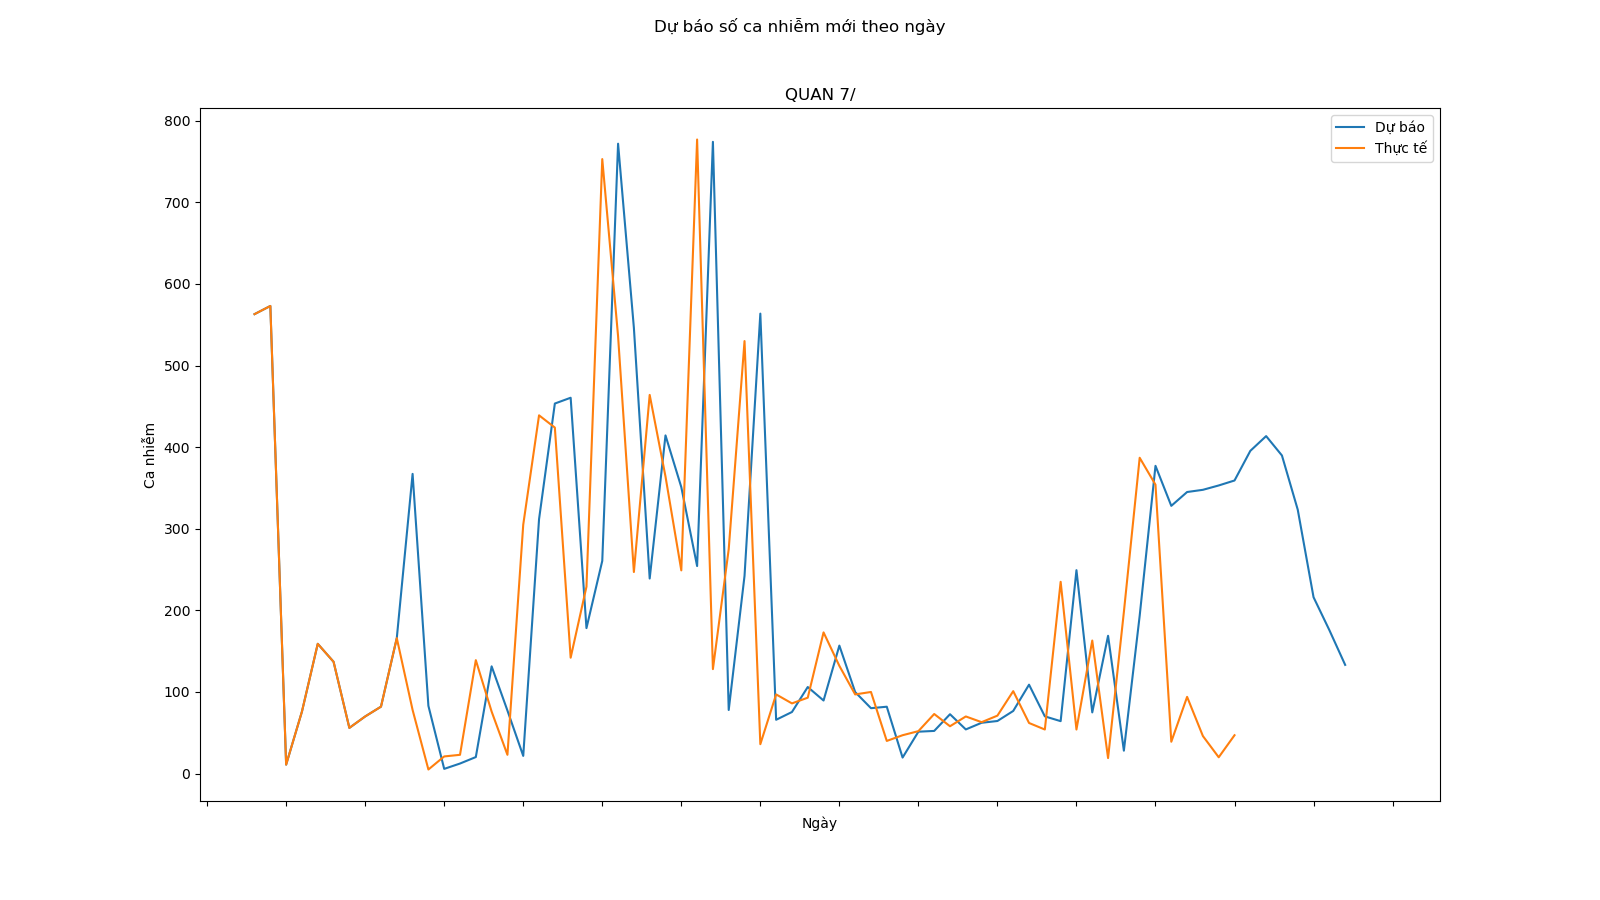 Dự báo số ca nhiễm mới theo ngày
QUAN 7/
Dự báo
Thực tế
800
700
600
500
400
300
200
100
0
Ca nhiễm
Ngày